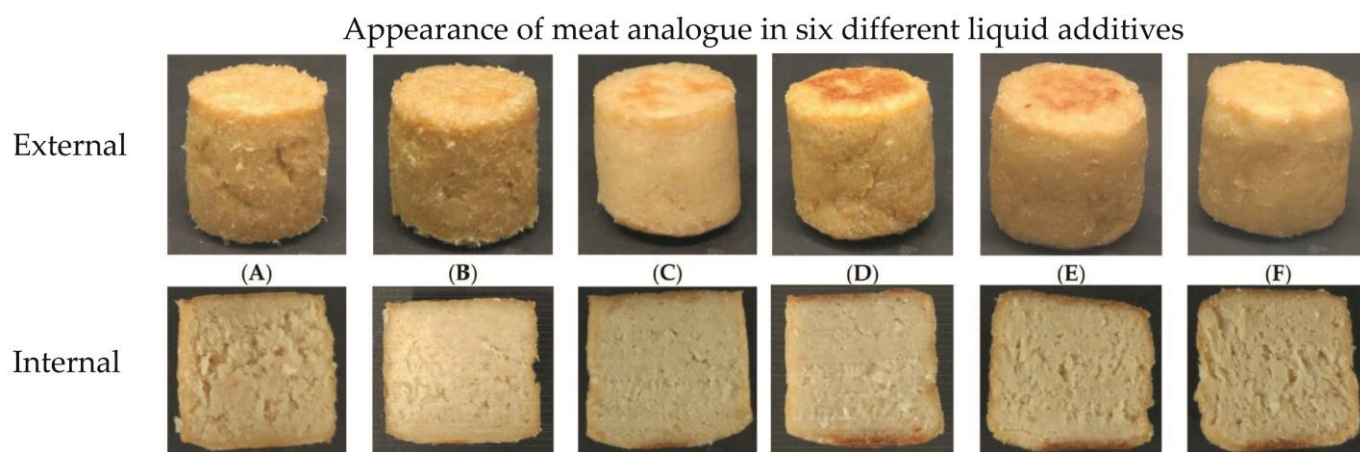 Appearance of meat analogue in six different liquid additives
External
(A) (B) (C) (D) (E) (F)
Internal